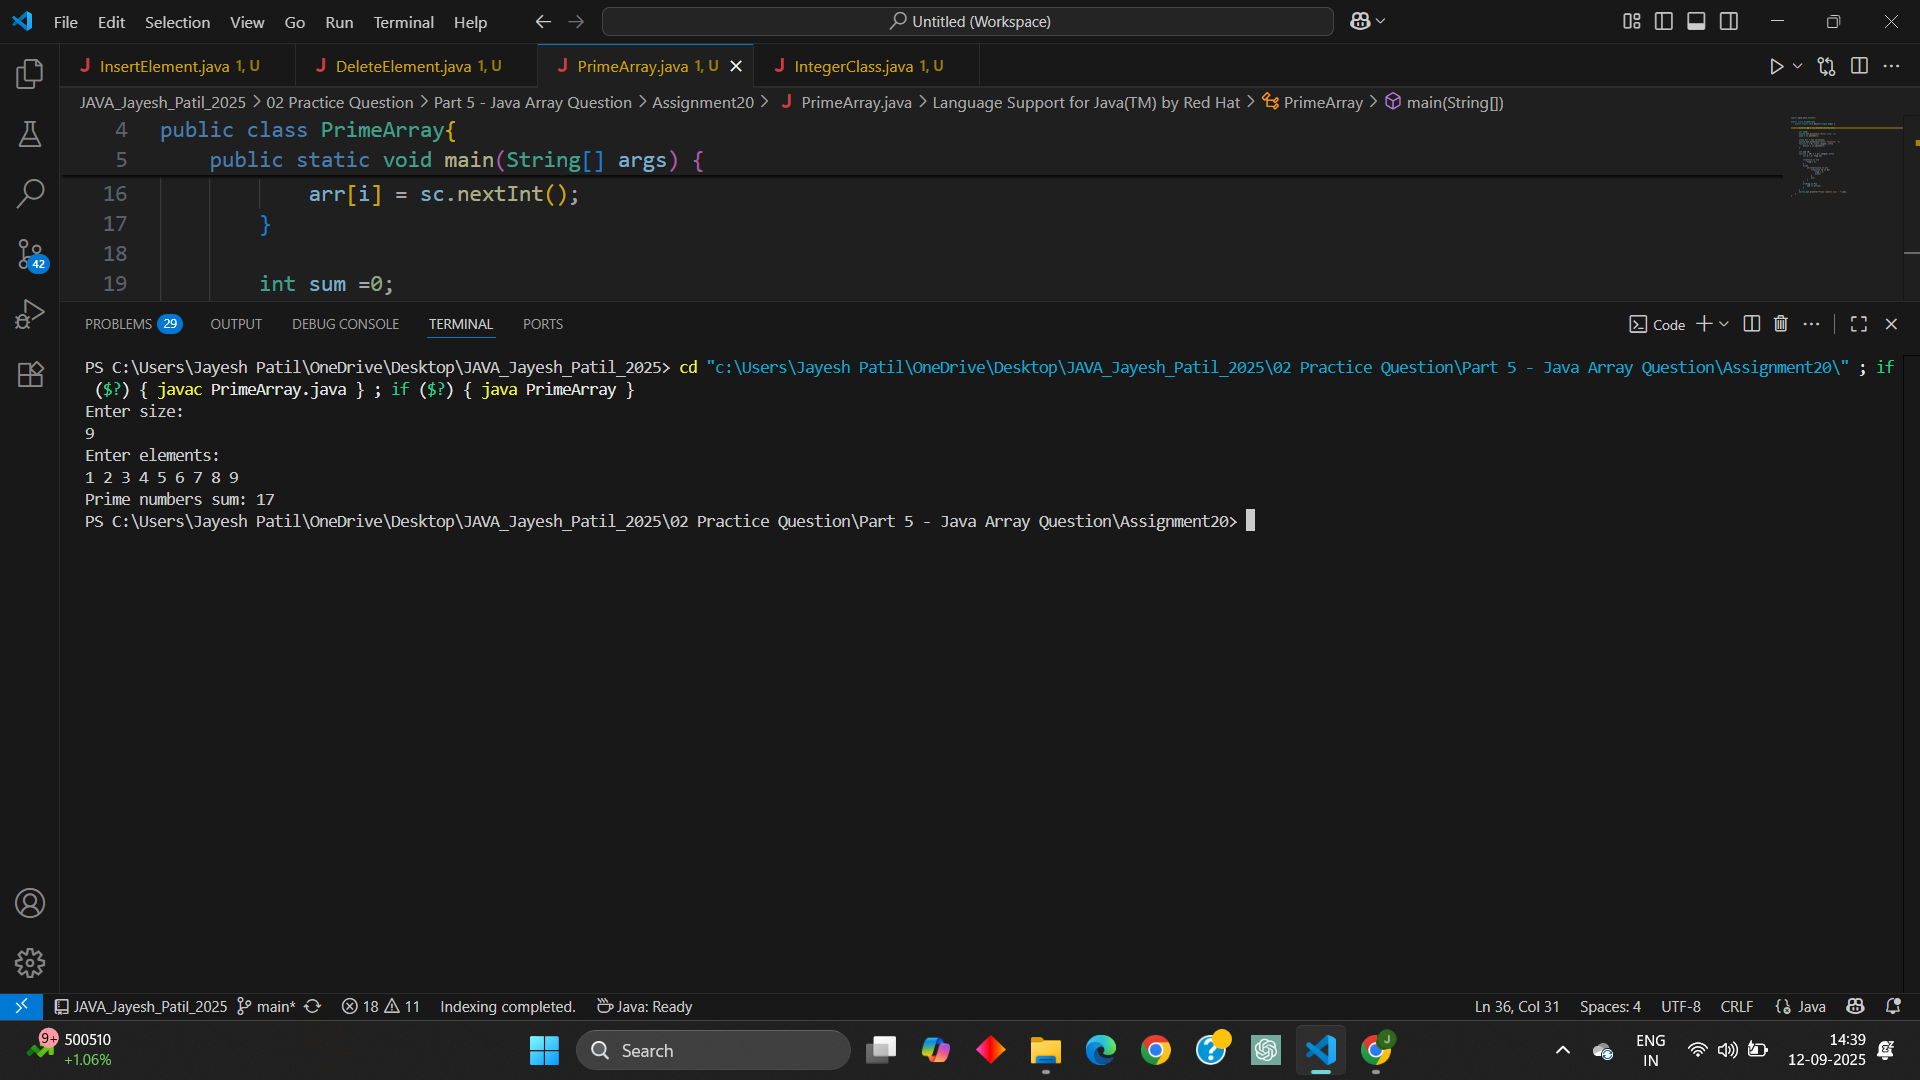 File Edit Selection View Go Run Terminal Help Untitled (Workspace)
J InsertElement.java 1, U J DeleteElement.java 1, U J PrimeArray.java 1, U J IntegerClass.java 1, U
JAVA_Jayesh_Patil_2025 > 02 Practice Question > Part 5 - Java Array Question > Assignment20 > J PrimeArray.java > Language Support for Java(TM) by Red Hat > PrimeArray > main(String[])
4 public class PrimeArray{
5 public static void main(String[] args) {
16 arr[i] = sc.nextInt();
17 }
18
19 int sum =0;
42
PROBLEMS 29 OUTPUT DEBUG CONSOLE TERMINAL PORTS Code
PS C:\Users\Jayesh Patil\OneDrive\Desktop\JAVA_Jayesh_Patil_2025> cd "c:\Users\Jayesh Patil\OneDrive\Desktop\JAVA_Jayesh_Patil_2025\02 Practice Question\Part 5 - Java Array Question\Assignment20\" ; if
($?) { javac PrimeArray.java } ; if ($?) { java PrimeArray }
Enter size:
9
Enter elements:
1 2 3 4 5 6 7 8 9
Prime numbers sum: 17
PS C:\Users\Jayesh Patil\OneDrive\Desktop\JAVA_Jayesh_Patil_2025\02 Practice Question\Part 5 - Java Array Question\Assignment20>
JAVA_Jayesh_Patil_2025 main* 18 11 Indexing completed. Java: Ready Ln 36, Col 31 Spaces: 4 UTF-8 CRLF Java
9+ 500510 Search ENG 14:39
+1.06% IN 12-09-2025